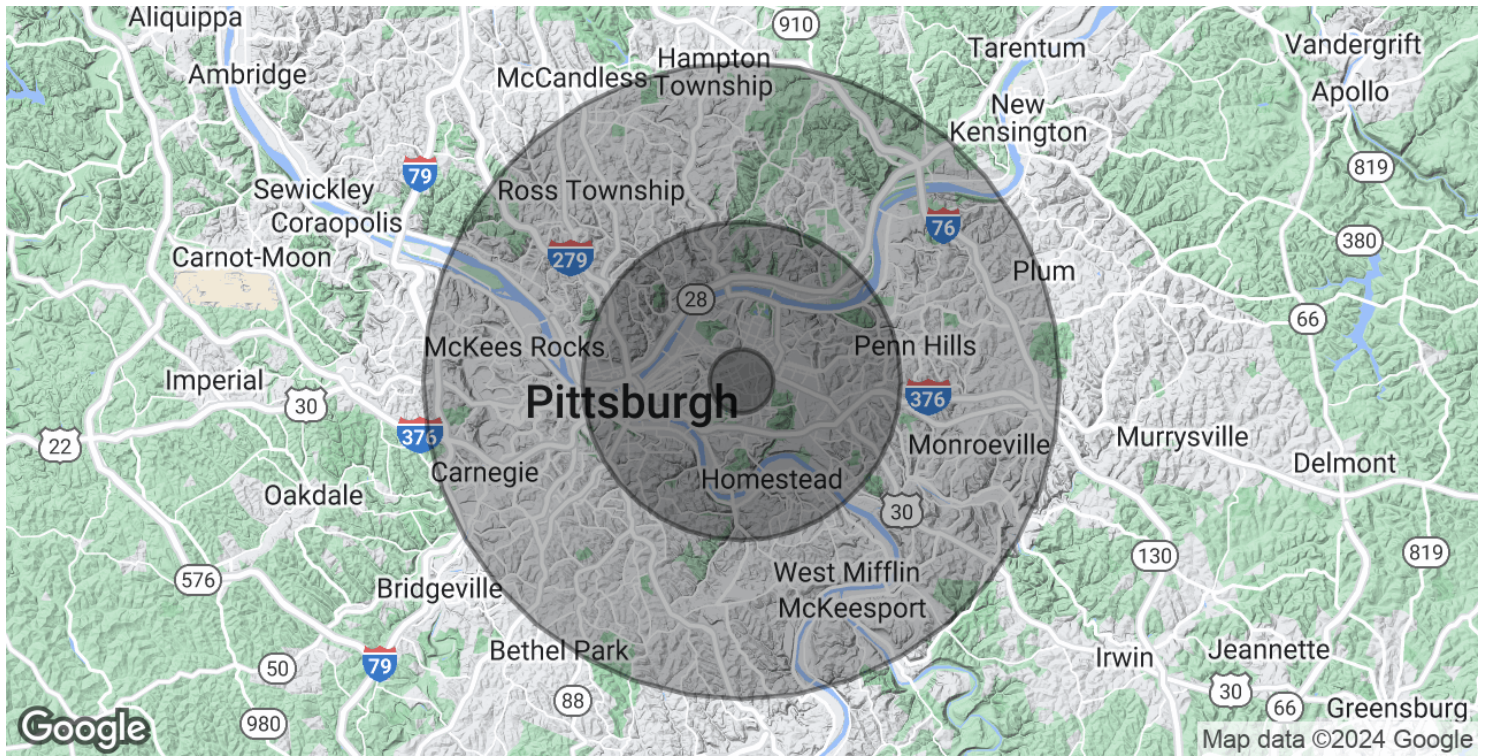 Aliquippa
910
Hampton
Township
Tarentum
Vandergrift
Ambridge
McCandless
Apollo
New
Kensington
79
819
Sewickley
Ross Township
Coraopolis
76
380
Carnot-Moon
279
Plum
28
66
McKees Rocks
Penn Hills
Imperial
30
Pittsburgh
376
376
22
Monroeville
Murrysville
Carnegie
Homestead
Delmont
Oakdale
30
130
819
576
West Mifflin
Bridgeville
McKeesport
Bethel Park
79
50
Irwin
Jeannette
88
30
66
Greensburg
980
Google
Map data ©2024 Google